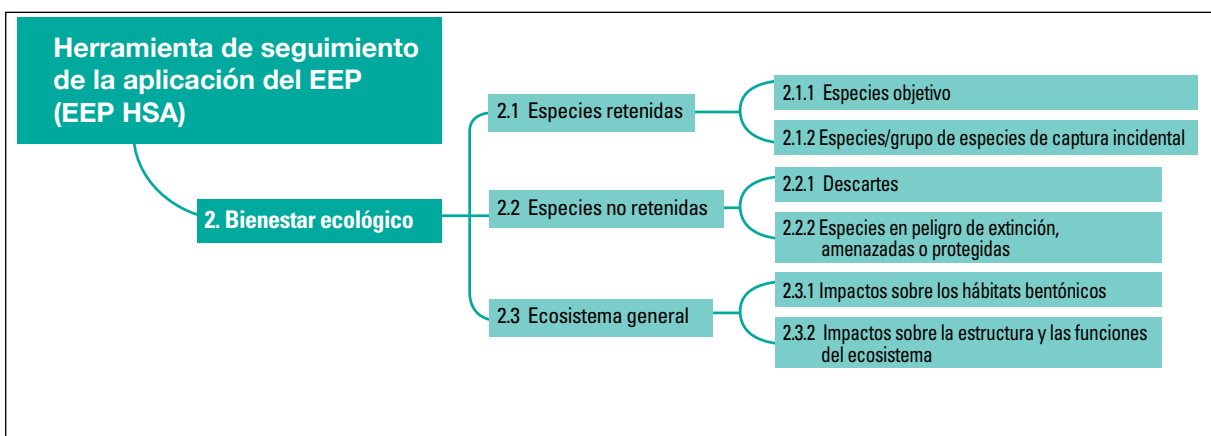 Herramienta de seguimiento
de la aplicación del EEP
(EEP HSA)
2. Bienestar ecológico
2.1 Especies retenidas
2.1.1 Especies objetivo
2.1.2 Especies/grupo de especies de captura incidental
2.2 Especies no retenidas
2.2.1 Descartes
2.2.2 Especies en peligro de extinción,
amenazadas o protegidas
2.3 Ecosistema general
2.3.1 Impactos sobre los hábitats bentónicos
2.3.2 Impactos sobre la estructura y las funciones
del ecosistema